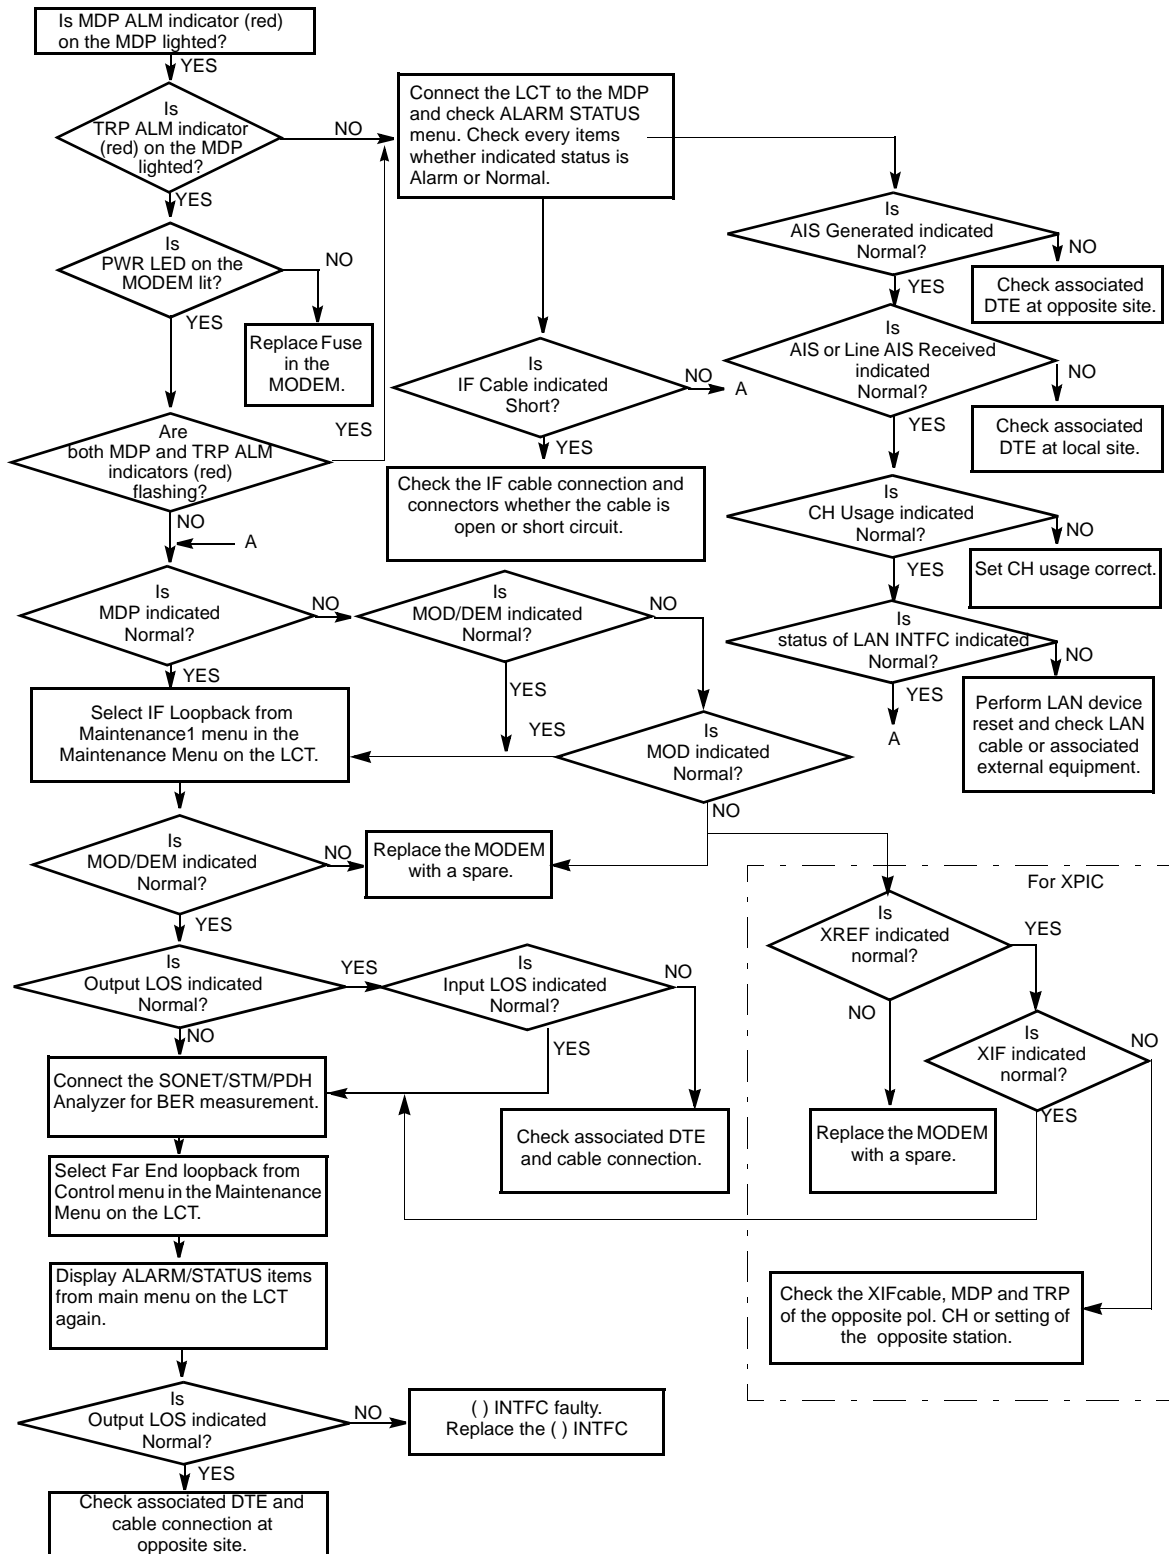 Is MDP ALM indicator (red)
on the MDP lighted?
YES
Is
TRP ALM indicator
(red) on the MDP
lighted?
NO
YES
Connect the LCT to the MDP
and check ALARM STATUS
menu. Check every items
whether indicated status is
Alarm or Normal.
Is
PWR LED on the
MODEM lit?
NO
YES
Replace Fuse
in the
MODEM.
Is
AIS Generated indicated
Normal?
NO
YES
Check associated
DTE at opposite site.
Is
AIS or Line AIS Received
indicated
Normal?
NO
YES
Check associated
DTE at local site.
Is
IF Cable indicated
Short?
NO
A
YES
Check the IF cable connection and
connectors whether the cable is
open or short circuit.
Are
both MDP and TRP ALM
indicators (red)
flashing?
YES
NO
A
Is
CH Usage indicated
Normal?
NO
YES
Set CH usage correct.
Is
status of LAN INTFC indicated
Normal?
NO
YES
A
Perform LAN device
reset and check LAN
cable or associated
external equipment.
Is
MDP indicated
Normal?
NO
YES
Is
MOD/DEM indicated
Normal?
NO
YES
YES
Is
MOD indicated
Normal?
NO
Select IF Loopback from
Maintenance1 menu in the
Maintenance Menu on the LCT.
Is
MOD/DEM indicated
Normal?
NO
YES
Replace the MODEM
with a spare.
For XPIC
Is
XREF indicated
normal?
YES
NO
Is
XIF indicated
normal?
NO
YES
Replace the MODEM
with a spare.
Check the XIFcable, MDP and TRP
of the opposite pol. CH or setting of
the opposite station.
Is
Output LOS indicated
Normal?
YES
NO
Is
Input LOS indicated
Normal?
NO
YES
Check associated DTE
and cable connection.
Connect the SONET/STM/PDH
Analyzer for BER measurement.
Select Far End loopback from
Control menu in the Maintenance
Menu on the LCT.
Display ALARM/STATUS items
from main menu on the LCT
again.
Is
Output LOS indicated
Normal?
NO
YES
( ) INTFC faulty.
Replace the ( ) INTFC
Check associated DTE and
cable connection at
opposite site.